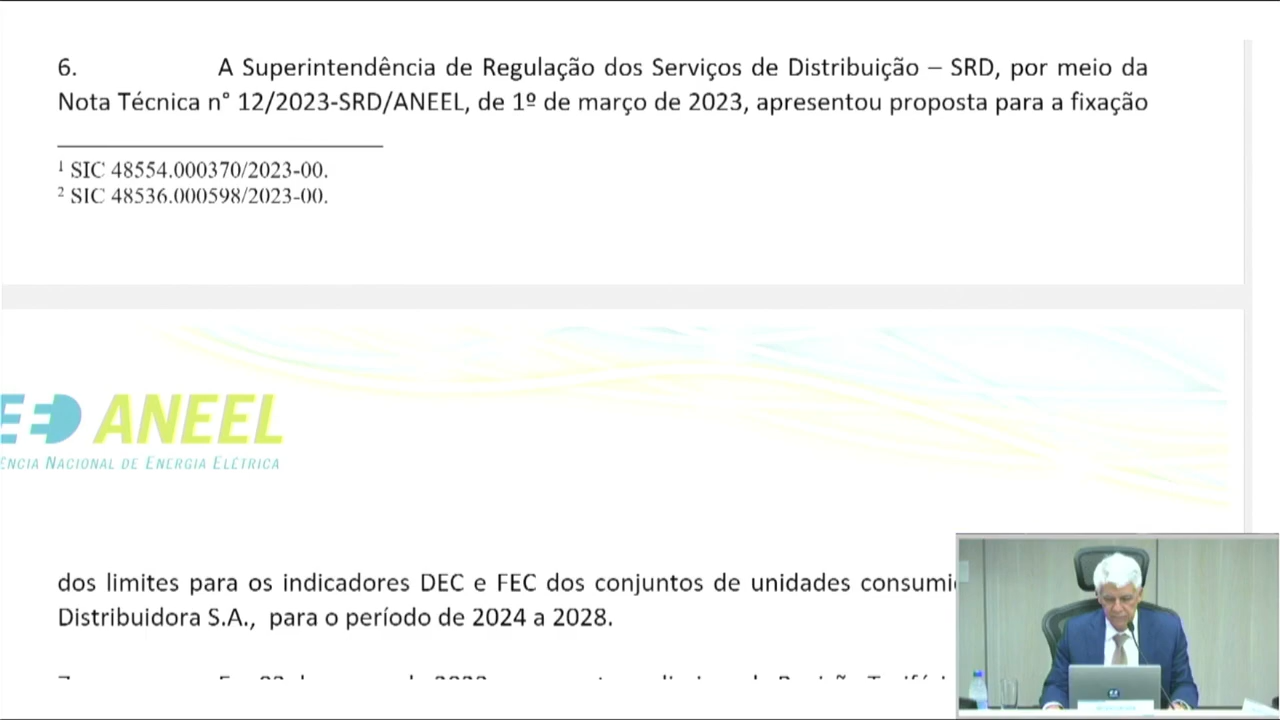 6. A Superintendência de Regulação dos Serviços de Distribuição – SRD, por meio da
Nota Técnica n° 12/2023-SRD/ANEEL, de 1º de março de 2023, apresentou proposta para a fixação
1 SIC 48554.000370/2023-00.
2 SIC 48536.000598/2023-00.
ANEEL
ÊNCIA NACIONAL DE ENERGIA ELÉTRICA
dos limites para os indicadores DEC e FEC dos conjuntos de unidades
Distribuidora S.A., para o período de 2024 a 2028.